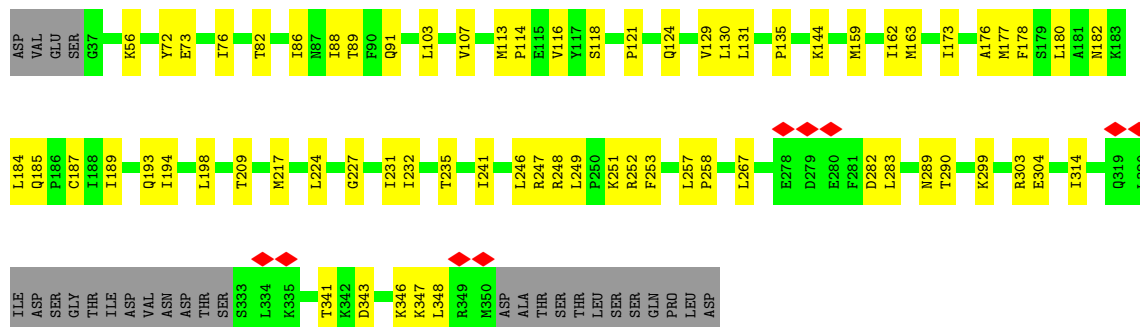 ASP VAL GLU SER G37 K56 Y72 E73 I76 T82 I86 N87 I88 T89 F90 Q91 L103 V107 M113 P114 E115 V116 Y117 S118 P121 Q124 V129 L130 L131 P135 K144 M159 I162 M163 I173 A176 M177 F178 S179 L180 A181 N182 K183
L184 Q185 P186 C187 I188 I189 Q193 I194 L198 T209 M217 L224 G227 I231 I232 T235 I241 L246 R247 R248 L249 P250 K251 R252 F253 L257 P258 L267 E278 D279 E280 F281 D282 L283 N289 T290 K299 R303 E304 I314 Q319
ILE ASP SER GLY THR ILE ASP VAL ASN ASP THR SER S333 L334 K335 T341 K342 D343 K346 K347 L348 R349 M350 ASP ALA THR SER THR LEU SER SER GLN PRO LEU ASP